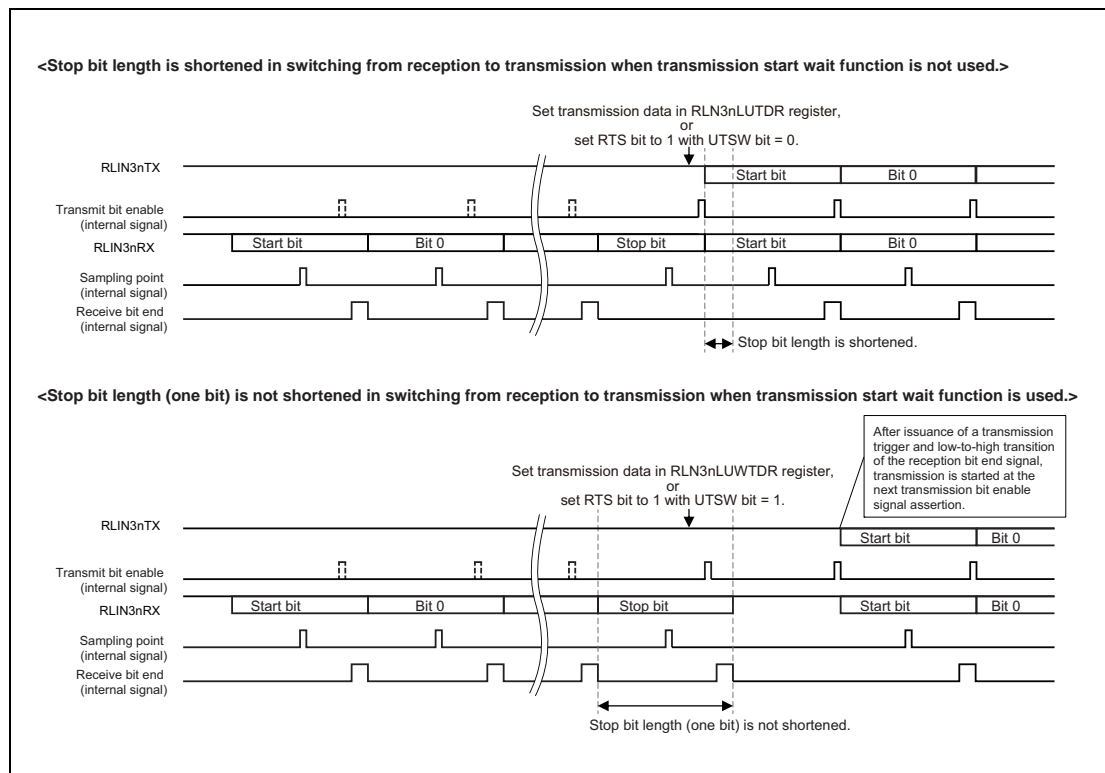 <Stop bit length is shortened in switching from reception to transmission when transmission start wait function is not used.>
Set transmission data in RLN3nLUTDR register,
or
set RTS bit to 1 with UTSW bit = 0.
RLIN3nTX
Start bit
Bit 0
Transmit bit enable
(internal signal)
RLIN3nRX
Start bit
Bit 0
Stop bit
Start bit
Bit 0
Sampling point
(internal signal)
Receive bit end
(internal signal)
Stop bit length is shortened.
<Stop bit length (one bit) is not shortened in switching from reception to transmission when transmission start wait function is used.>
After issuance of a transmission
trigger and low-to-high transition
of the reception bit end signal,
transmission is started at the
next transmission bit enable
signal assertion.
Set transmission data in RLN3nLUWTDR register,
or
set RTS bit to 1 with UTSW bit = 1.
RLIN3nTX
Start bit
Bit 0
Transmit bit enable
(internal signal)
RLIN3nRX
Start bit
Bit 0
Stop bit
Start bit
Bit 0
Sampling point
(internal signal)
Receive bit end
(internal signal)
Stop bit length (one bit) is not shortened.